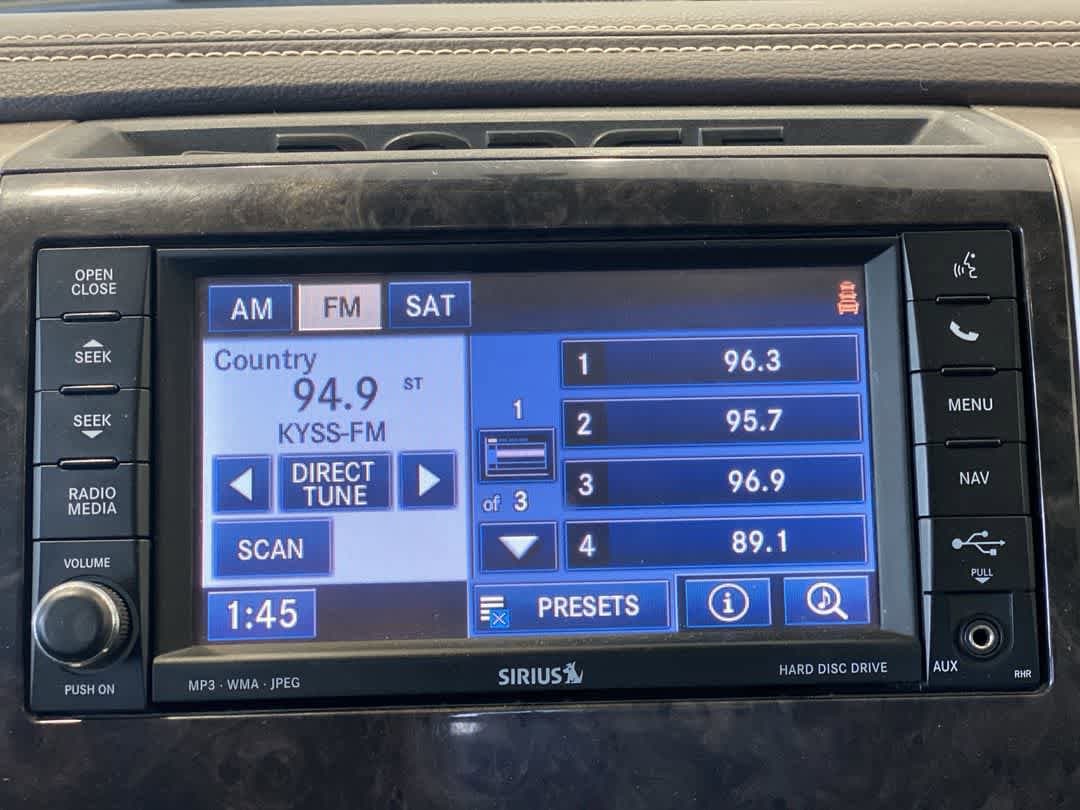 DODGE
OPEN
CLOSE
SEEK
SEEK
RADIO
MEDIA
VOLUME
PUSH ON
AM FM SAT
Country
94.9 ST
KYSS-FM
DIRECT
TUNE
SCAN
1:45
1
of 3
1 96.3
2 95.7
3 96.9
4 89.1
PRESETS
i
MP3 · WMA · JPEG
SIRIUS
HARD DISC DRIVE
MENU
NAV
PULL
AUX
RHR